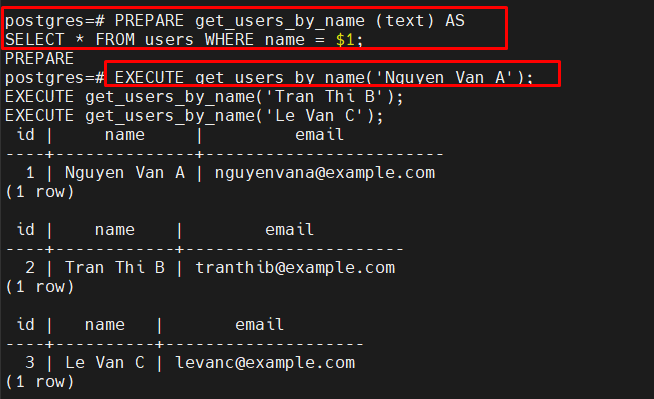 postgres=# PREPARE get_users_by_name (text) AS
SELECT * FROM users WHERE name = $1;
PREPARE
postgres=# EXECUTE get_users_by_name('Nguyen Van A');
EXECUTE get_users_by_name('Tran Thi B');
EXECUTE get_users_by_name('Le Van C');
 id |     name     |         email
----+--------------+------------------------
  1 | Nguyen Van A | nguyenvana@example.com
(1 row)

 id |    name    |        email
----+------------+----------------------
  2 | Tran Thi B | tranthib@example.com
(1 row)

 id |   name   |       email
----+----------+--------------------
  3 | Le Van C | levanc@example.com
(1 row)